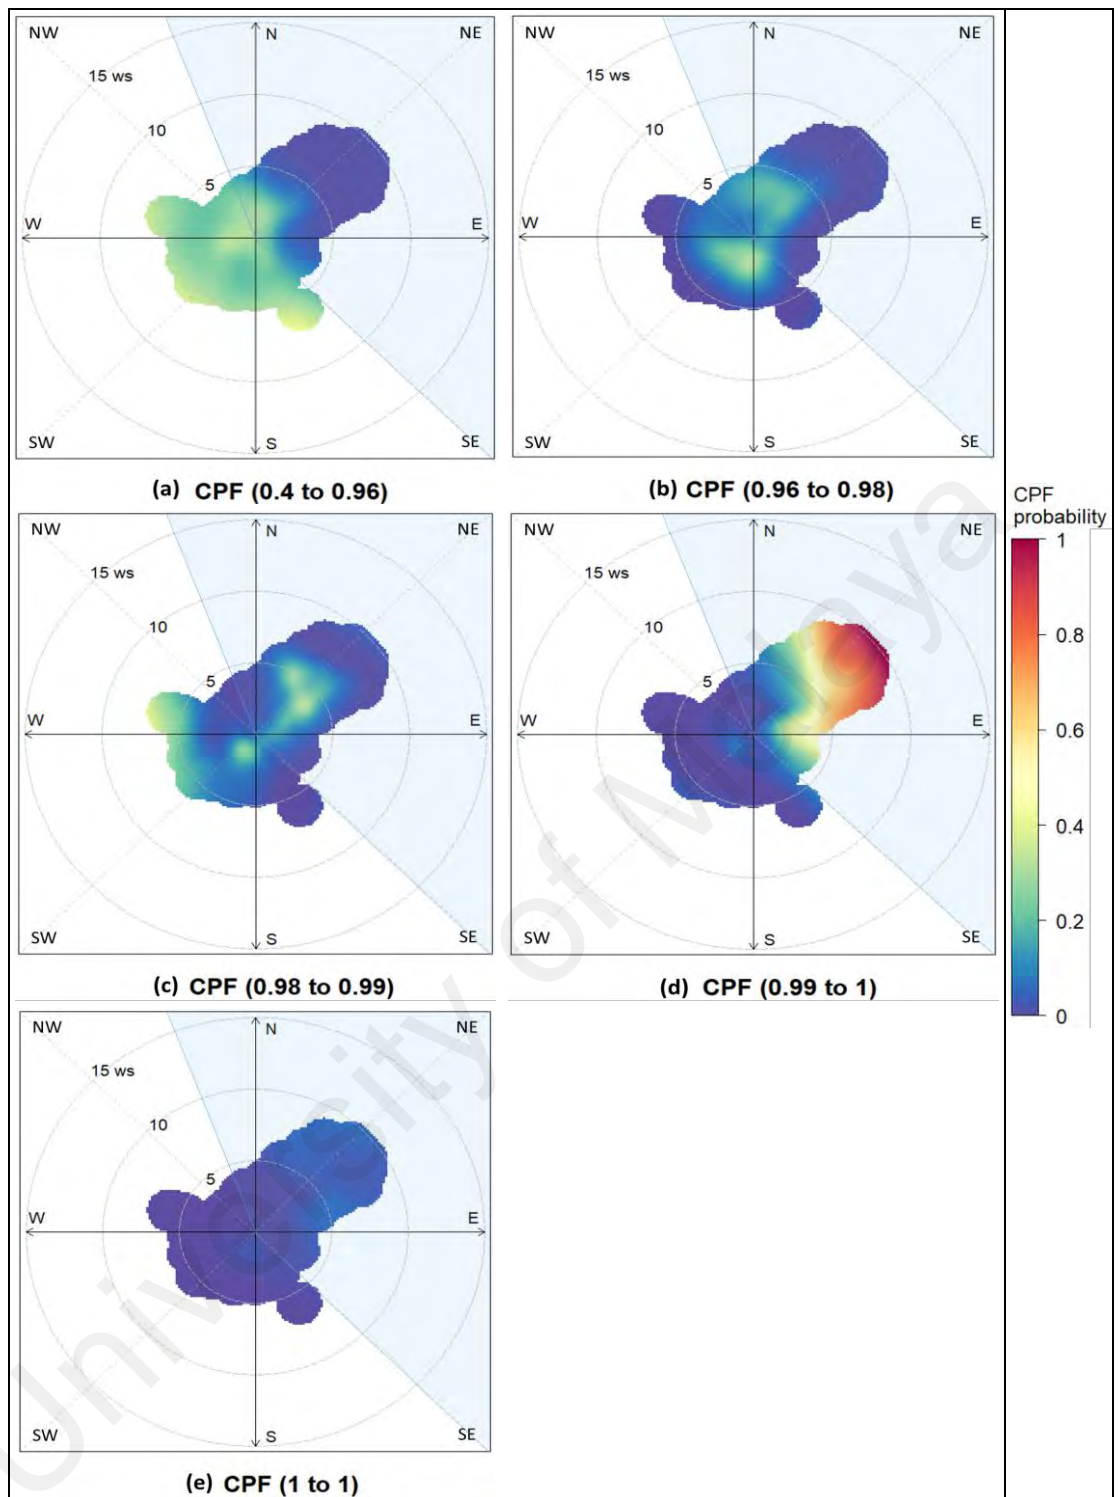 NW N NE
15 ws
10
5
W E
SW S SE
(a) CPF (0.4 to 0.96)
NW N NE
15 ws
10
5
W E
SW S SE
(b) CPF (0.96 to 0.98)
NW N NE
15 ws
10
5
W E
SW S SE
(c) CPF (0.98 to 0.99)
NW N NE
15 ws
10
5
W E
SW S SE
(d) CPF (0.99 to 1)
NW N NE
15 ws
10
5
W E
SW S SE
(e) CPF (1 to 1)
CPF
probability
1
0.8
0.6
0.4
0.2
0
University of Malaya